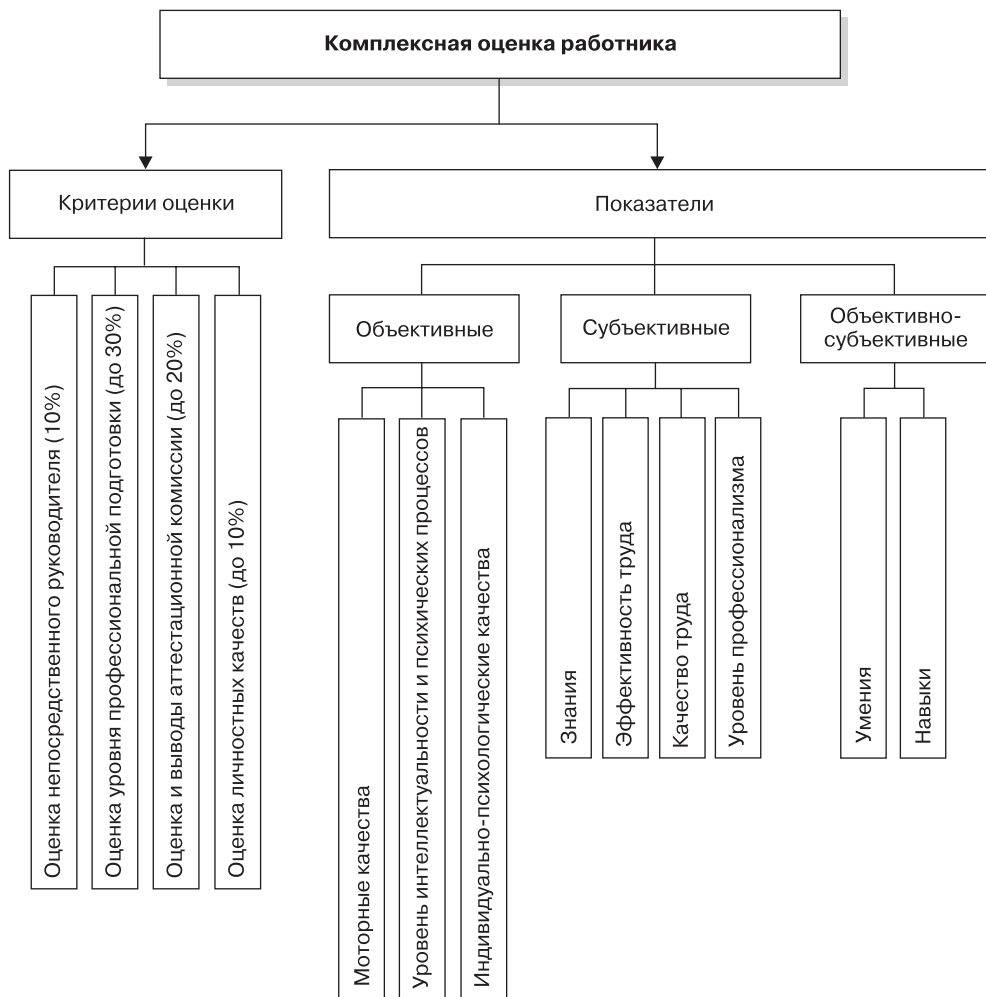 Комплексная оценка работника
Критерии оценки
Показатели
Оценка непосредственного руководителя (10%)
Оценка уровня профессиональной подготовки (до 30%)
Оценка и выводы аттестационной комиссии (до 20%)
Оценка личностных качеств (до 10%)
Объективные
Моторные качества
Уровень интеллектуальности и психических процессов
Индивидуально-психологические качества
Субъективные
Знания
Эффективность труда
Качество труда
Уровень профессионализма
Объективно-
субъективные
Умения
Навыки